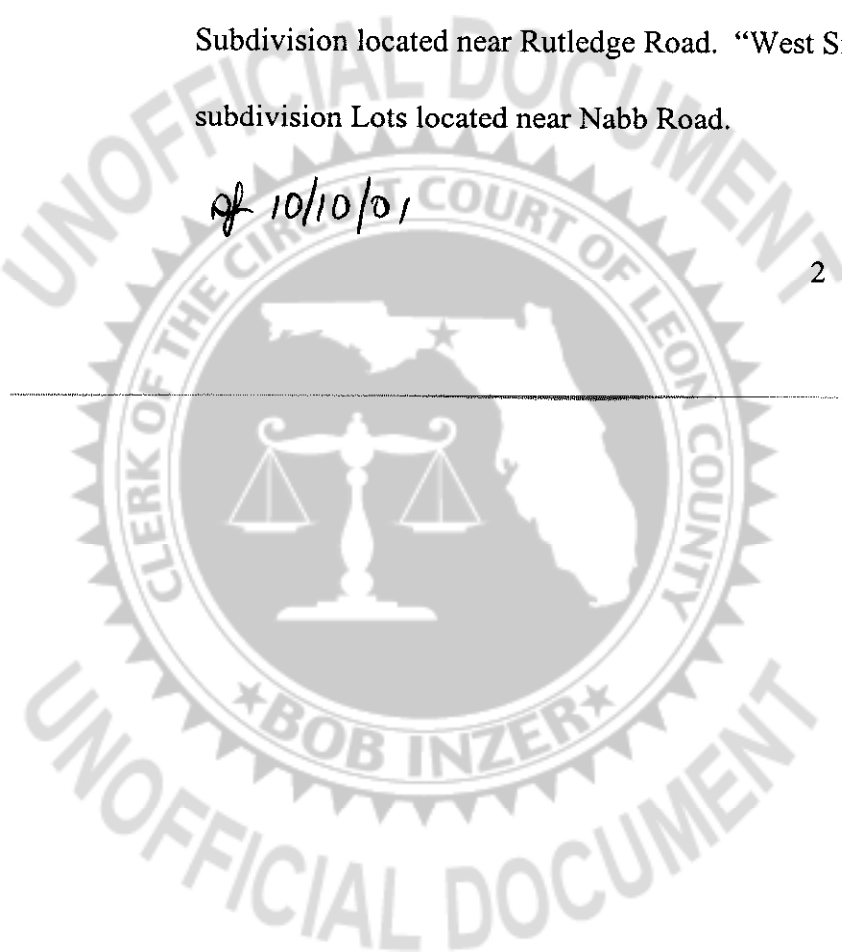 Subdivision located near Rutledge Road. “West
subdivision Lots located near Nabb Road.
10/10/01
2
UNOFFICIAL DOCUMENT
CLERK OF THE CIRCUIT COURT OF LEON COUNTY
★BOB INZER★
UNOFFICIAL DOCUMENT